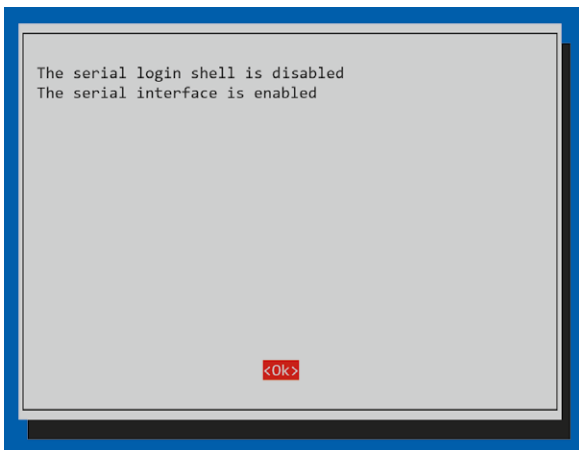 The serial login shell is disabled
The serial interface is enabled
<Ok>